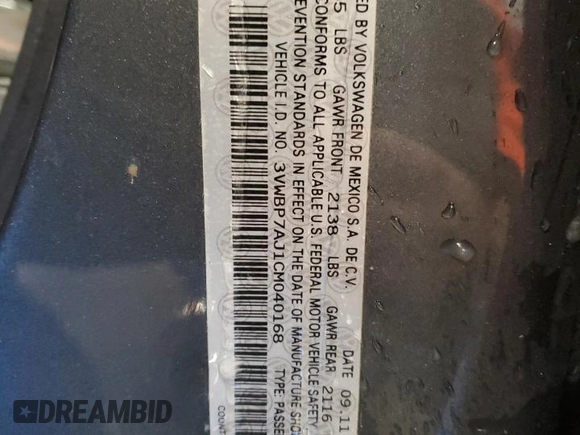 ED BY VOLKSWAGEN DE MEXICO S.A. DE C.V.
5 LBS GAWR FRONT 2138 LBS GAWR REAR 2116 DATE 09.11
CONFORMS TO ALL APPLICABLE U.S. FEDERAL MOTOR VEHICLE SAFETY
EVENTION STANDARDS IN EFFECT ON THE DATE OF MANUFACTURE SHO
VEHICLE I.D. NO. 3VWBP7AJ1CM040168 TYPE: PASSE
COUNT
DREAMBID